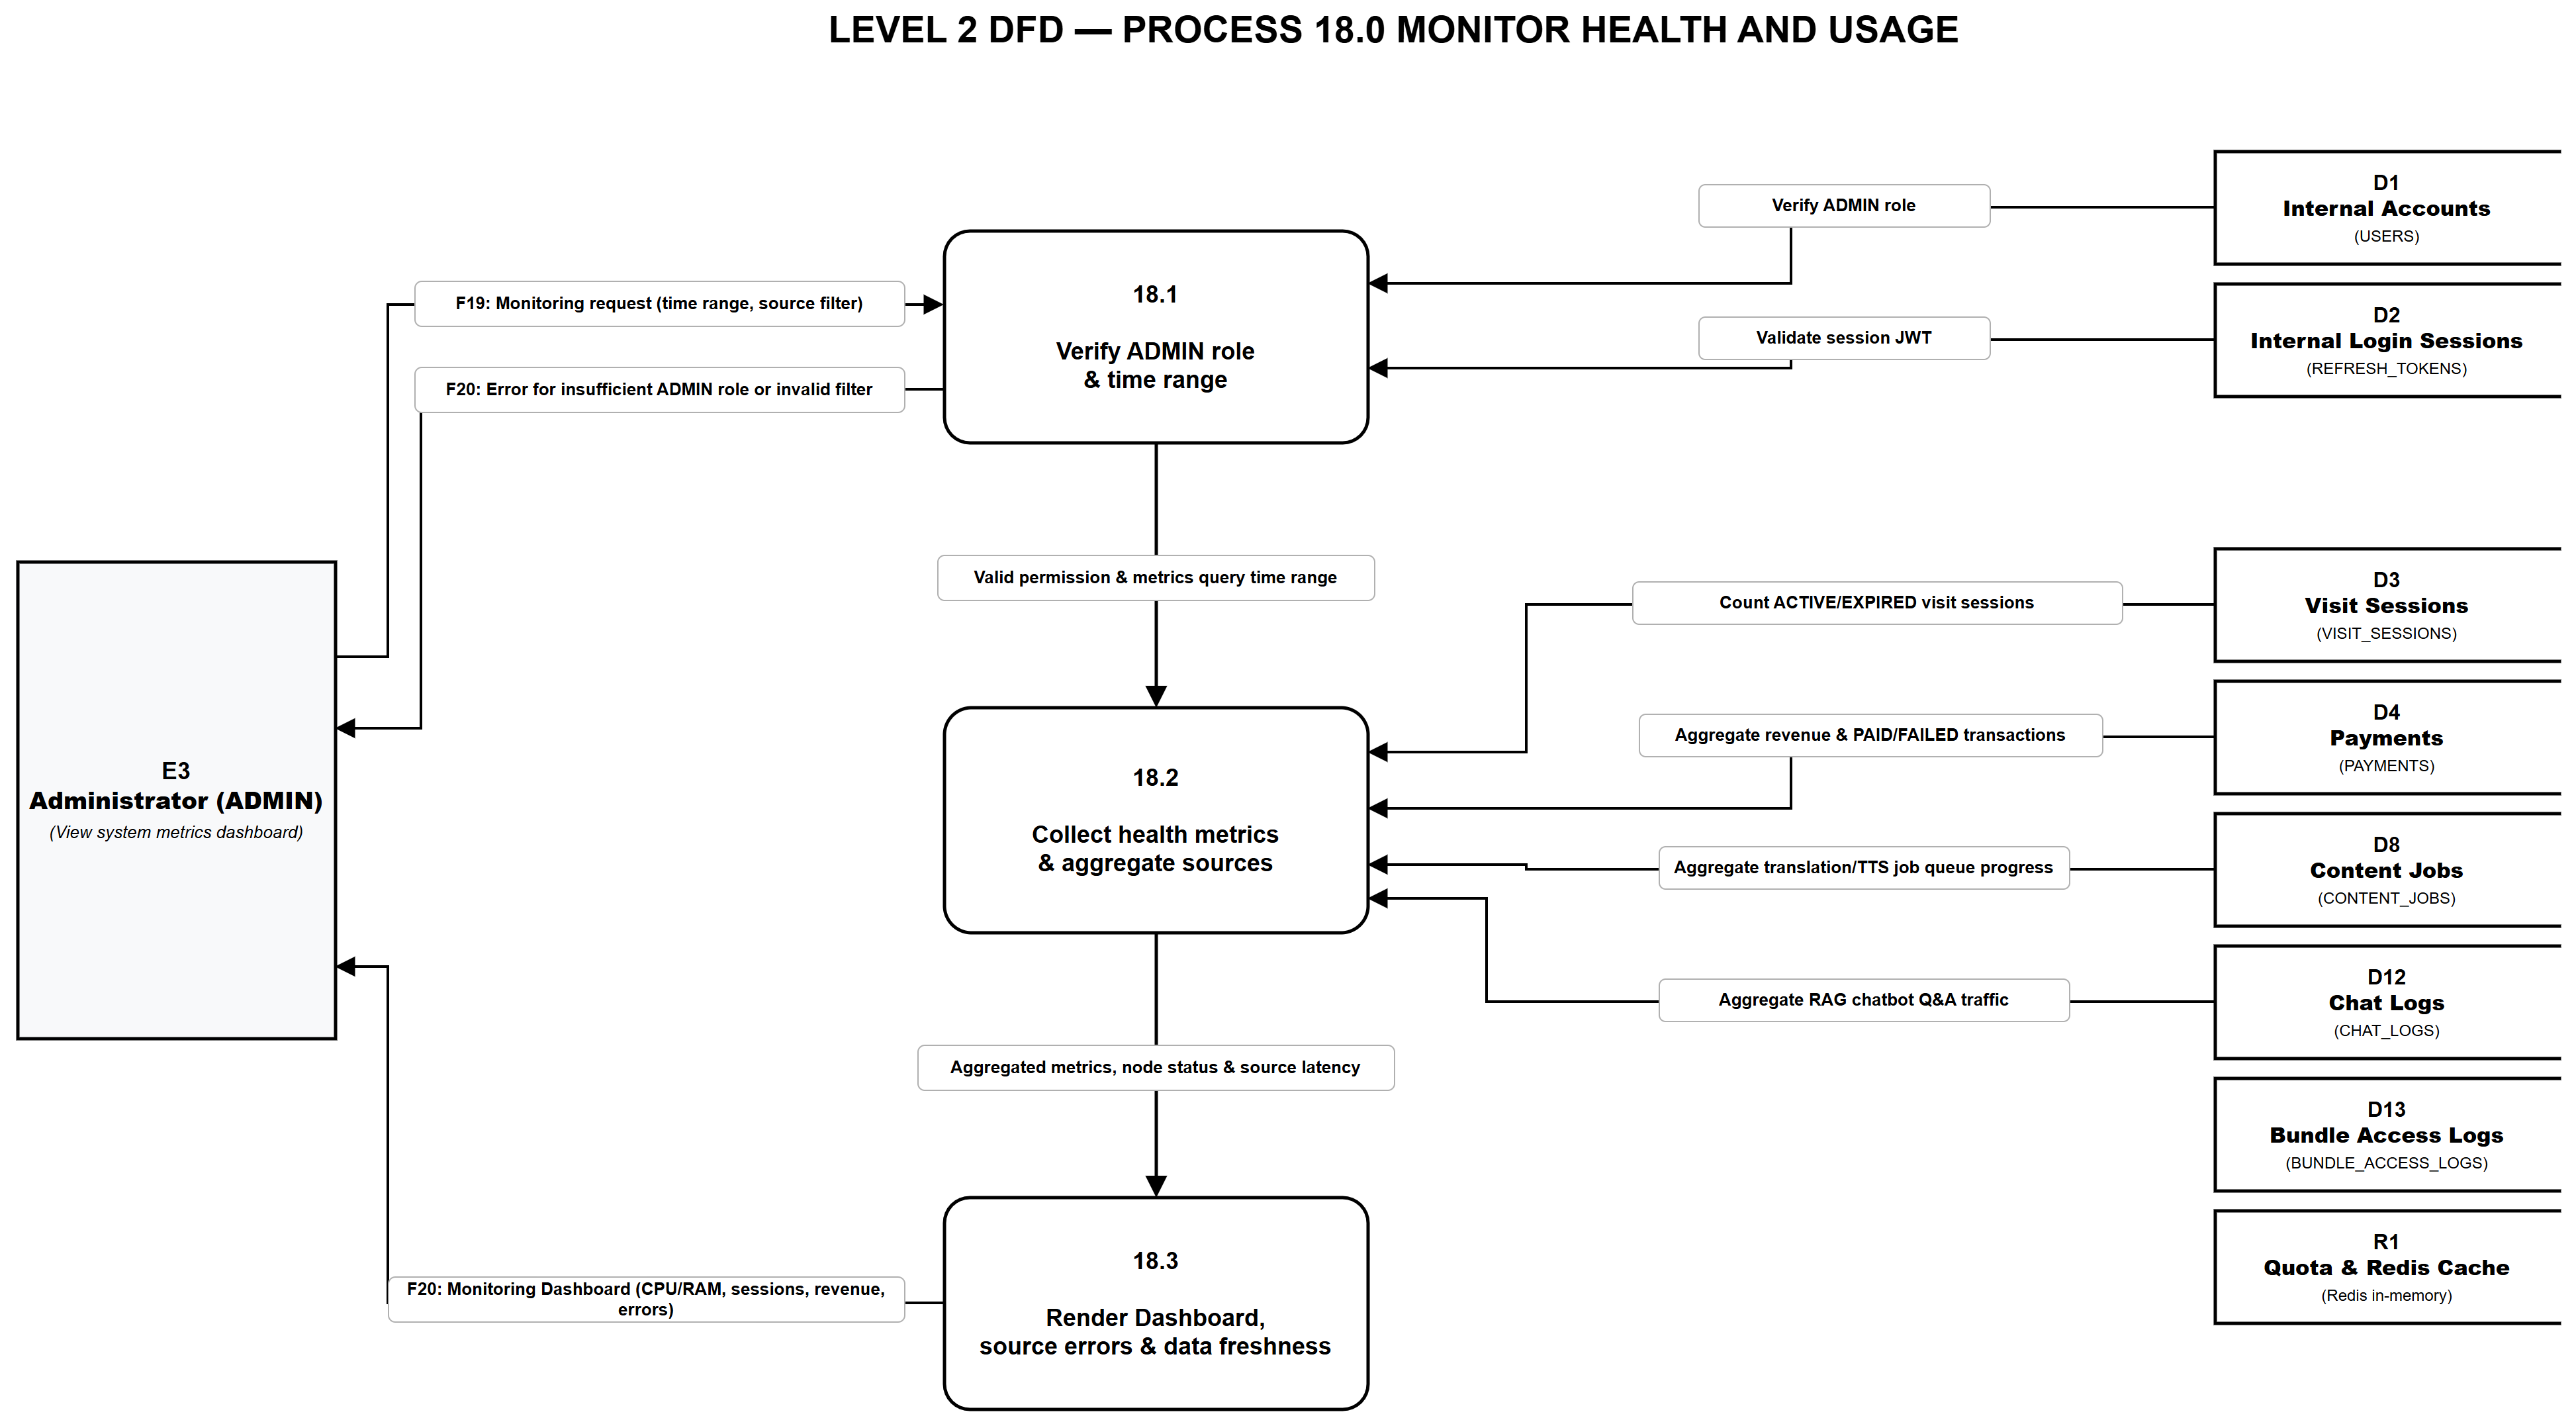 LEVEL 2 DFD — PROCESS 18.0 MONITOR HEALTH AND USAGE
D1
Internal Accounts
(USERS)
Verify ADMIN role
18.1
Verify ADMIN role
& time range
F19: Monitoring request (time range, source filter)
F20: Error for insufficient ADMIN role or invalid filter
Validate session JWT
D2
Internal Login Sessions
(REFRESH_TOKENS)
Valid permission & metrics query time range
Count ACTIVE/EXPIRED visit sessions
D3
Visit Sessions
(VISIT_SESSIONS)
E3
Administrator (ADMIN)
(View system metrics dashboard)
18.2
Collect health metrics
& aggregate sources
Aggregate revenue & PAID/FAILED transactions
D4
Payments
(PAYMENTS)
Aggregate translation/TTS job queue progress
D8
Content Jobs
(CONTENT_JOBS)
Aggregate RAG chatbot Q&A traffic
D12
Chat Logs
(CHAT_LOGS)
Aggregated metrics, node status & source latency
D13
Bundle Access Logs
(BUNDLE_ACCESS_LOGS)
18.3
Render Dashboard,
source errors & data freshness
F20: Monitoring Dashboard (CPU/RAM, sessions, revenue,
errors)
R1
Quota & Redis Cache
(Redis in-memory)